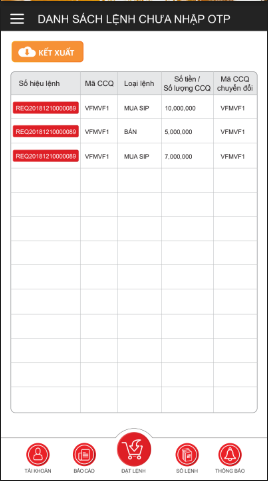 DANH SÁCH LỆNH CHƯA NHẬP OTP
KẾT XUẤT
Số hiệu lệnh Mã CCQ Loại lệnh Số tiền / Số lượng CCQ Mã CCQ chuyển đổi
REQ20181210000089 VFMVF1 MUA SIP 10,000,000 VFMVF1
REQ20181210000089 VFMVF1 BÁN 5,000,000 VFMVF1
REQ20181210000089 VFMVF1 MUA SIP 7,000,000 VFMVF1
TÀI KHOẢN BÁO CÁO ĐẶT LỆNH SỔ LỆNH THÔNG BÁO